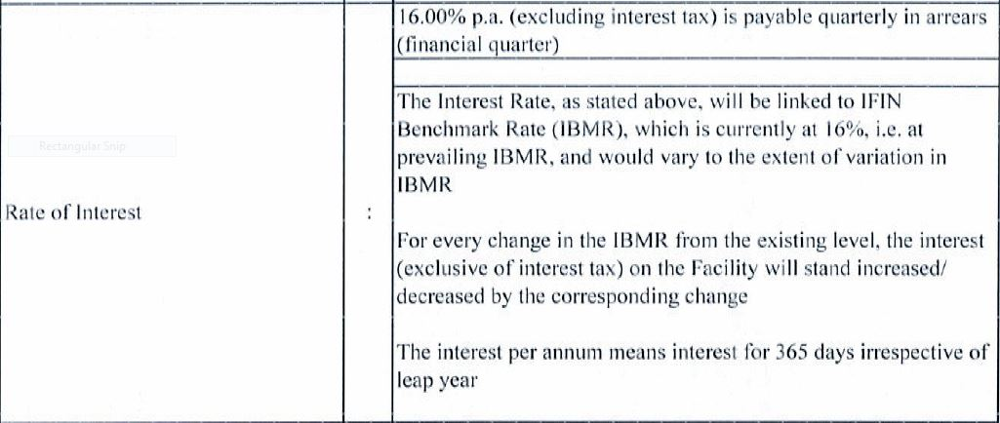 16.00% p.a. (excluding interest tax) is payable quarterly in arrears
(financial quarter)
The Interest Rate, as stated above, will be linked to IFIN
Benchmark Rate (IBMR), which is currently at 16%, i.e. at
prevailing IBMR, and would vary to the extent of variation in
IBMR
Rectangular Snip
Rate of Interest :
For every change in the IBMR from the existing level, the interest
(exclusive of interest tax) on the Facility will stand increased/
decreased by the corresponding change
The interest per annum means interest for 365 days irrespective of
leap year